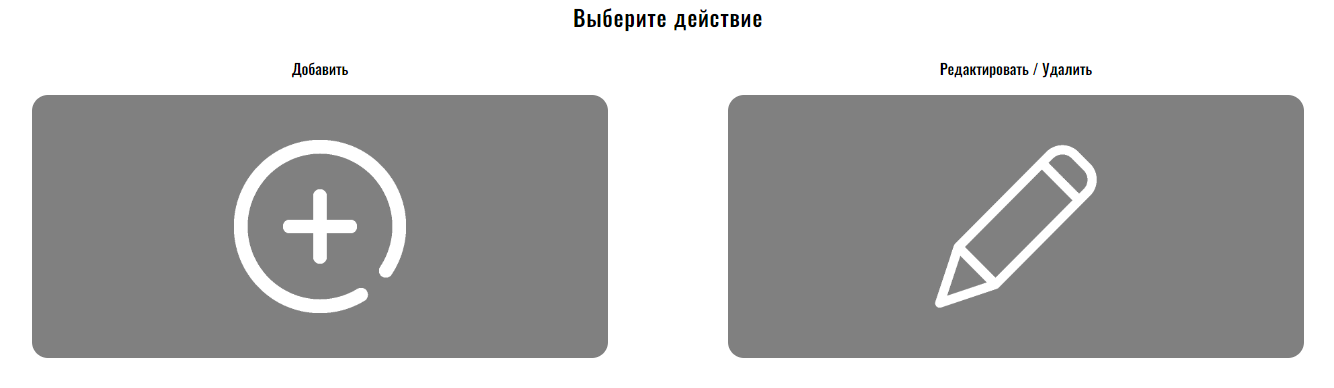 Выберите действие
Добавить
Редактировать / Удалить